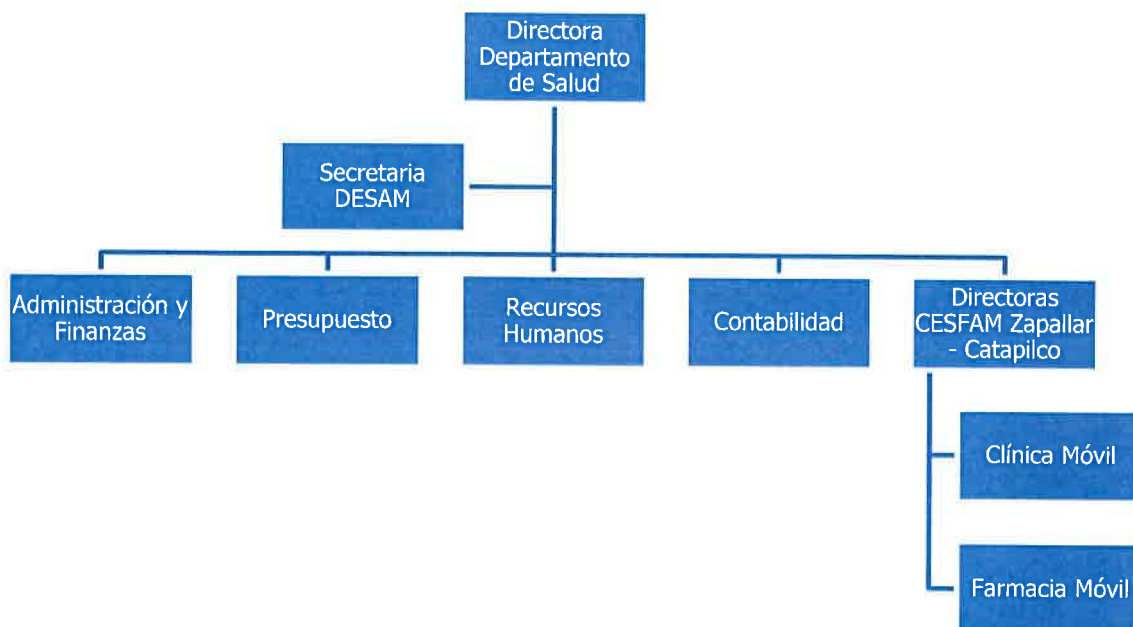 Directora
Departamento
de Salud
Secretaria
DESAM
Administración y
Finanzas
Presupuesto
Recursos
Humanos
Contabilidad
Directoras
CESFAM Zapallar
- Catapilco
Clínica Móvil
Farmacia Móvil